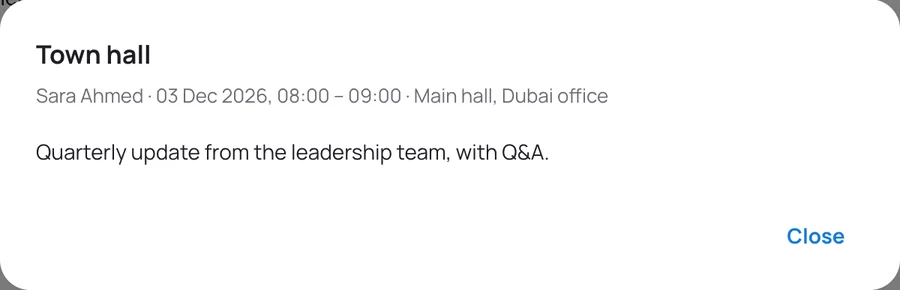 Town hall
Sara Ahmed · 03 Dec 2026, 08:00 – 09:00 · Main hall, Dubai office
Quarterly update from the leadership team, with Q&A.
Close